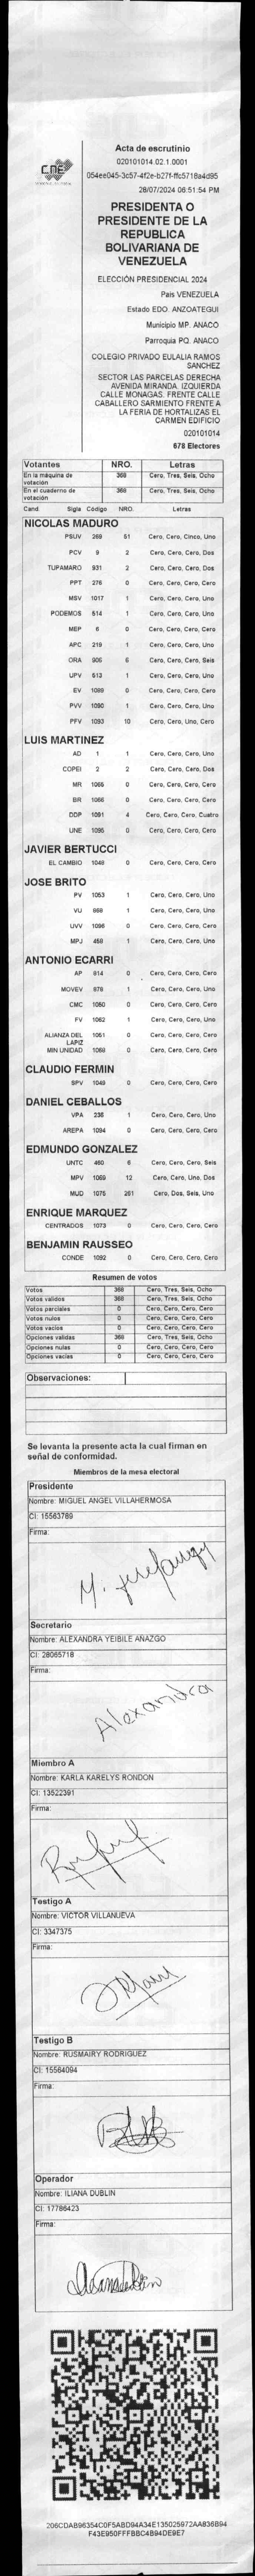 CNE
Acta de escrutinio
020101014.02.1.0001
054ee045-3c57-4f2e-b27f-ffc5718a4d95
28/07/2024 06:51:54 PM
PRESIDENTA O
PRESIDENTE DE LA
REPUBLICA
BOLIVARIANA DE
VENEZUELA
ELECCIÓN PRESIDENCIAL 2024
País VENEZUELA
Estado EDO. ANZOATEGUI
Municipio MP. ANACO
Parroquia PQ. ANACO
COLEGIO PRIVADO EULALIA RAMOS
SANCHEZ
SECTOR LAS PARCELAS DERECHA
AVENIDA MIRANDA. IZQUIERDA
CALLE MONAGAS. FRENTE CALLE
CABALLERO SARMIENTO FRENTE A
LA FERIA DE HORTALIZAS EL
CARMEN EDIFICIO
020101014
678 Electores
Votantes NRO. Letras
En la máquina de votación 368 Cero, Tres, Seis, Ocho
En el cuaderno de votación 368 Cero, Tres, Seis, Ocho
Cand. Sigla Código NRO. Letras
NICOLAS MADURO
PSUV 269 51 Cero, Cero, Cinco, Uno
PCV 9 2 Cero, Cero, Cero, Dos
TUPAMARO 931 2 Cero, Cero, Cero, Dos
PPT 276 0 Cero, Cero, Cero, Cero
MSV 1017 1 Cero, Cero, Cero, Uno
PODEMOS 514 1 Cero, Cero, Cero, Uno
MEP 6 0 Cero, Cero, Cero, Cero
APC 219 1 Cero, Cero, Cero, Uno
ORA 905 6 Cero, Cero, Cero, Seis
UPV 613 1 Cero, Cero, Cero, Uno
EV 1089 0 Cero, Cero, Cero, Cero
PVV 1090 1 Cero, Cero, Cero, Uno
PFV 1093 10 Cero, Cero, Uno, Cero
LUIS MARTINEZ
AD 1 1 Cero, Cero, Cero, Uno
COPEI 2 2 Cero, Cero, Cero, Dos
MR 1065 0 Cero, Cero, Cero, Cero
BR 1066 0 Cero, Cero, Cero, Cero
DDP 1091 4 Cero, Cero, Cero, Cuatro
UNE 1095 0 Cero, Cero, Cero, Cero
JAVIER BERTUCCI
EL CAMBIO 1048 0 Cero, Cero, Cero, Cero
JOSE BRITO
PV 1053 1 Cero, Cero, Cero, Uno
VU 868 1 Cero, Cero, Cero, Uno
UVV 1096 0 Cero, Cero, Cero, Cero
MPJ 459 1 Cero, Cero, Cero, Uno
ANTONIO ECARRI
AP 914 0 Cero, Cero, Cero, Cero
MOVEV 879 1 Cero, Cero, Cero, Uno
CMC 1050 0 Cero, Cero, Cero, Cero
FV 1062 1 Cero, Cero, Cero, Uno
ALIANZA DEL LAPIZ 1051 0 Cero, Cero, Cero, Cero
MIN UNIDAD 1069 0 Cero, Cero, Cero, Cero
CLAUDIO FERMIN
SPV 1049 0 Cero, Cero, Cero, Cero
DANIEL CEBALLOS
VPA 236 1 Cero, Cero, Cero, Uno
AREPA 1094 0 Cero, Cero, Cero, Cero
EDMUNDO GONZALEZ
UNTC 460 6 Cero, Cero, Cero, Seis
MPV 1069 12 Cero, Cero, Uno, Dos
MUD 1075 261 Cero, Dos, Seis, Uno
ENRIQUE MARQUEZ
CENTRADOS 1073 0 Cero, Cero, Cero, Cero
BENJAMIN RAUSSEO
CONDE 1092 0 Cero, Cero, Cero, Cero
Resumen de votos
Votos 368 Cero, Tres, Seis, Ocho
Votos validos 368 Cero, Tres, Seis, Ocho
Votos parciales 0 Cero, Cero, Cero, Cero
Votos nulos 0 Cero, Cero, Cero, Cero
Votos vacios 0 Cero, Cero, Cero, Cero
Opciones validas 368 Cero, Tres, Seis, Ocho
Opciones nulas 0 Cero, Cero, Cero, Cero
Opciones vacias 0 Cero, Cero, Cero, Cero
Observaciones:
Se levanta la presente acta la cual firman en
señal de conformidad.
Miembros de la mesa electoral
Presidente
Nombre: MIGUEL ANGEL VILLAHERMOSA
CI: 15563789
Firma:
Secretario
Nombre: ALEXANDRA YEIBILE AÑAZGO
CI: 28065718
Firma:
Alexandra
Miembro A
Nombre: KARLA KARELYS RONDON
CI: 13522391
Firma:
Testigo A
Nombre: VICTOR VILLANUEVA
CI: 3347375
Firma:
Testigo B
Nombre: RUSMAIRY RODRIGUEZ
CI: 15564094
Firma:
Operador
Nombre: ILIANA DUBLIN
CI: 17786423
Firma:
206CDAB96354C0F5ABD94A34E135025972AA836B94
F43E950FFFBBC4B94DE9E7